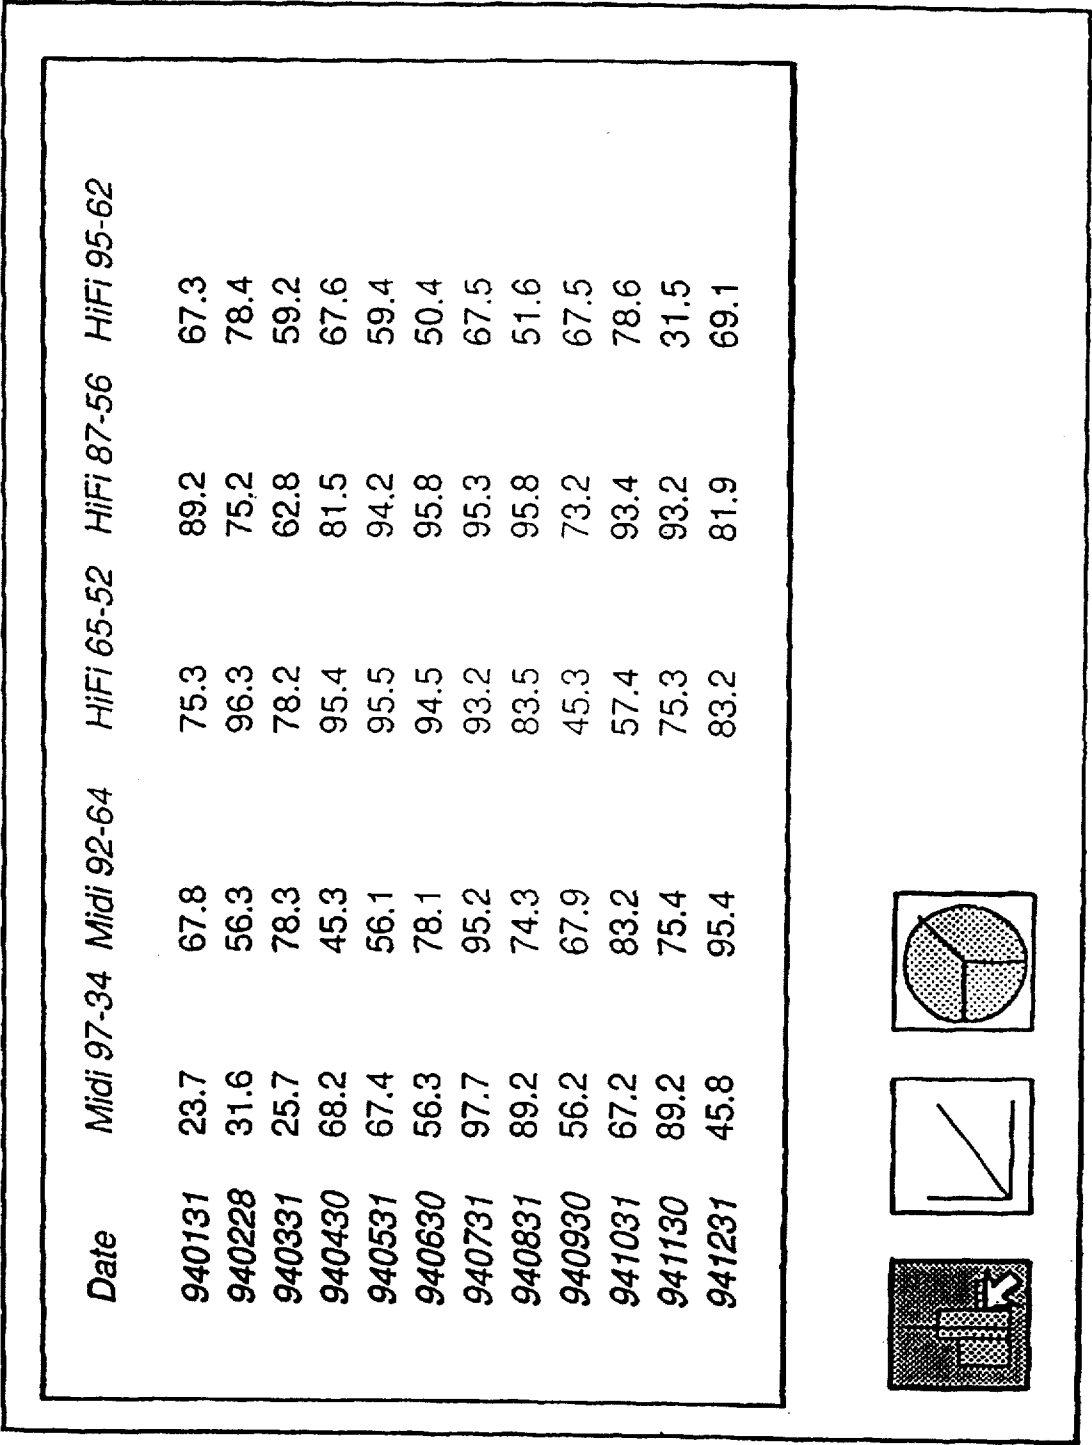 Date Midi 97-34 Midi 92-64 HiFi 65-52 HiFi 87-56 HiFi 95-62
940131 23.7 67.8 75.3 89.2 67.3
940228 31.6 56.3 96.3 75.2 78.4
940331 25.7 78.3 78.2 62.8 59.2
940430 68.2 45.3 95.4 81.5 67.6
940531 67.4 56.1 95.5 94.2 59.4
940630 56.3 78.1 94.5 95.8 50.4
940731 97.7 95.2 93.2 95.3 67.5
940831 89.2 74.3 83.5 95.8 51.6
940930 56.2 67.9 45.3 73.2 67.5
941031 67.2 83.2 57.4 93.4 78.6
941130 89.2 75.4 75.3 93.2 31.5
941231 45.8 95.4 83.2 81.9 69.1